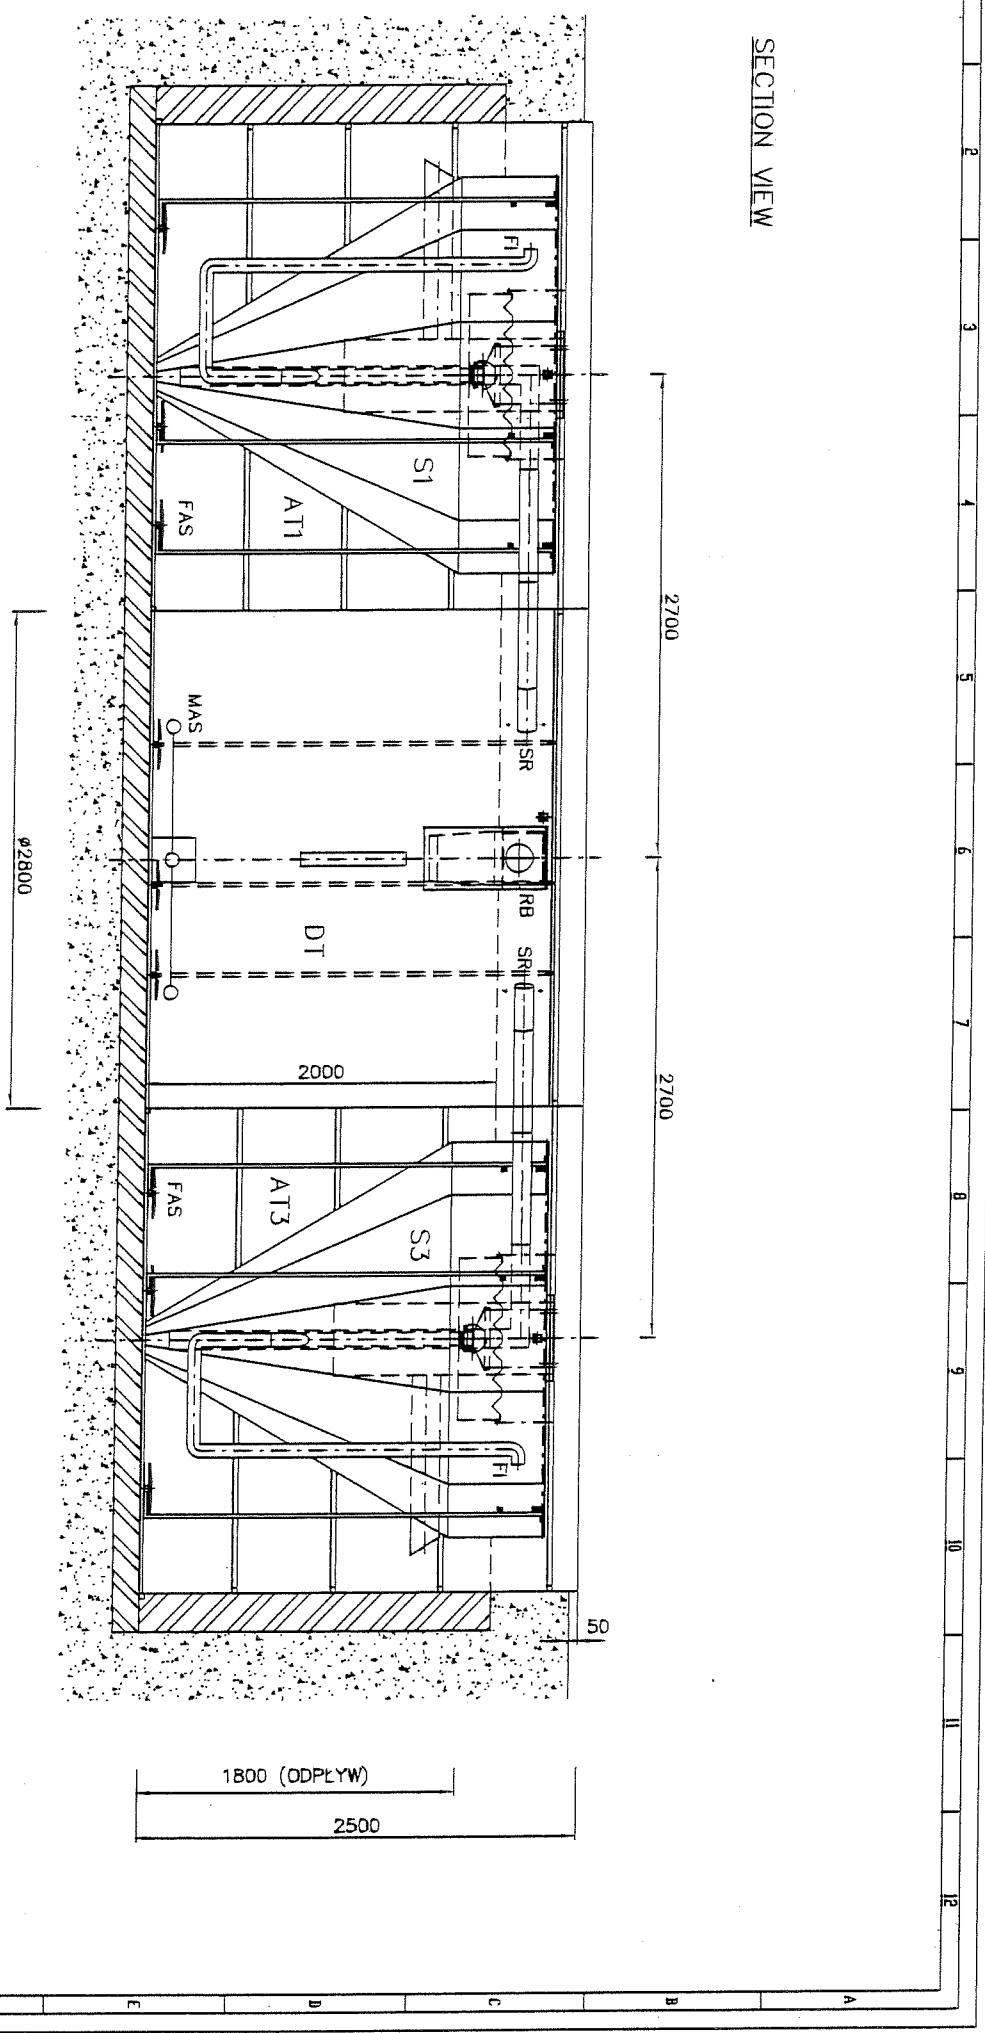 SECTION VIEW
2
3
4
5
6
7
8
9
10
11
12
A
B
C
D
E
2700
2700
50
FI
FI
S1
AT1
FAS
SR
MAS
RB
SR
DT
2000
S3
AT3
FAS
ø2800
1800 (ODPŁYW)
2500